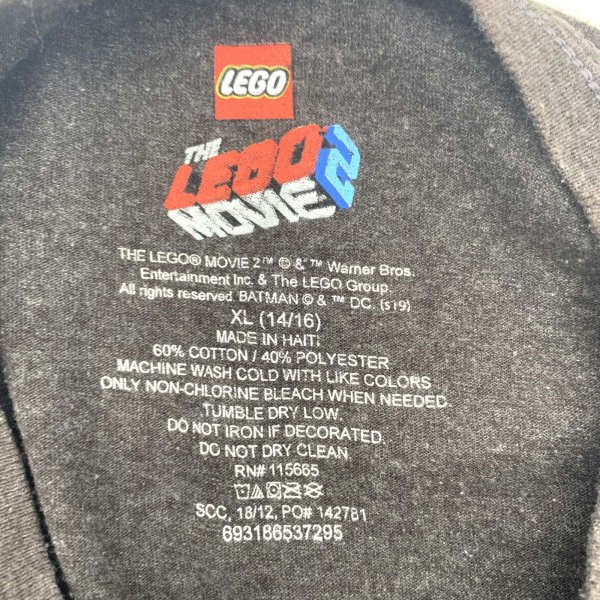 LEGO
THE
LEGO
MOVIE 2
THE LEGO® MOVIE 2™ © & ™ Warner Bros.
Entertainment Inc. & The LEGO Group.
All rights reserved. BATMAN © & ™ DC. (s19)
XL (14/16)
MADE IN HAITI
60% COTTON / 40% POLYESTER
MACHINE WASH COLD WITH LIKE COLORS
ONLY NON-CHLORINE BLEACH WHEN NEEDED.
TUMBLE DRY LOW.
DO NOT IRON IF DECORATED.
DO NOT DRY CLEAN.
RN# 115665
SCC, 18/12, PO# 142781
693186537295